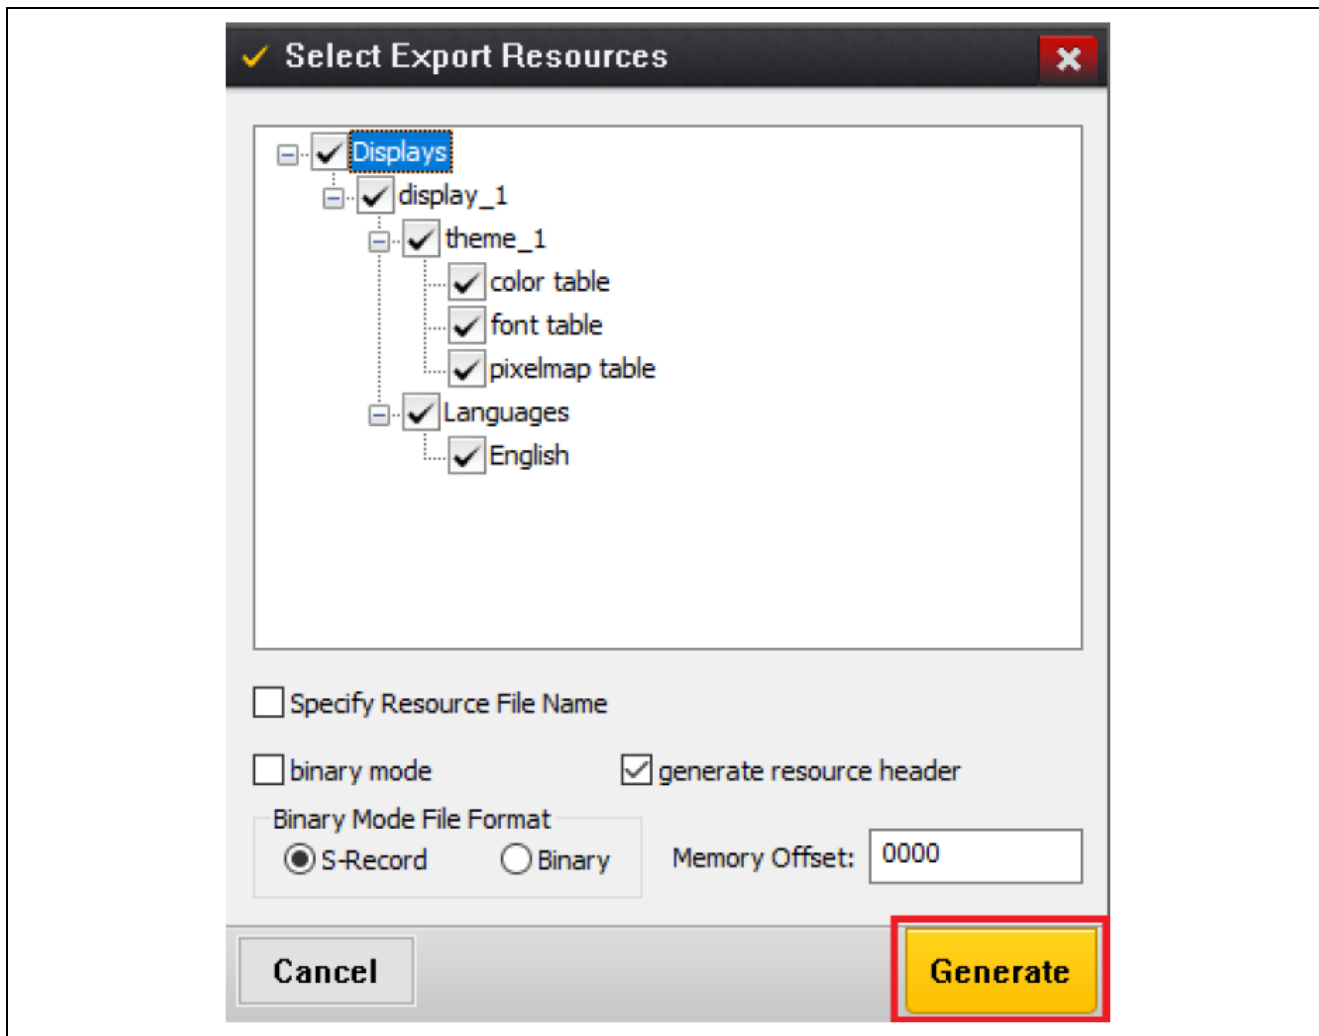 Select Export Resources
Displays
display_1
theme_1
color table
font table
pixelmap table
Languages
English
Specify Resource File Name
binary mode
generate resource header
Binary Mode File Format
S-Record
Binary
Memory Offset:
0000
Cancel
Generate